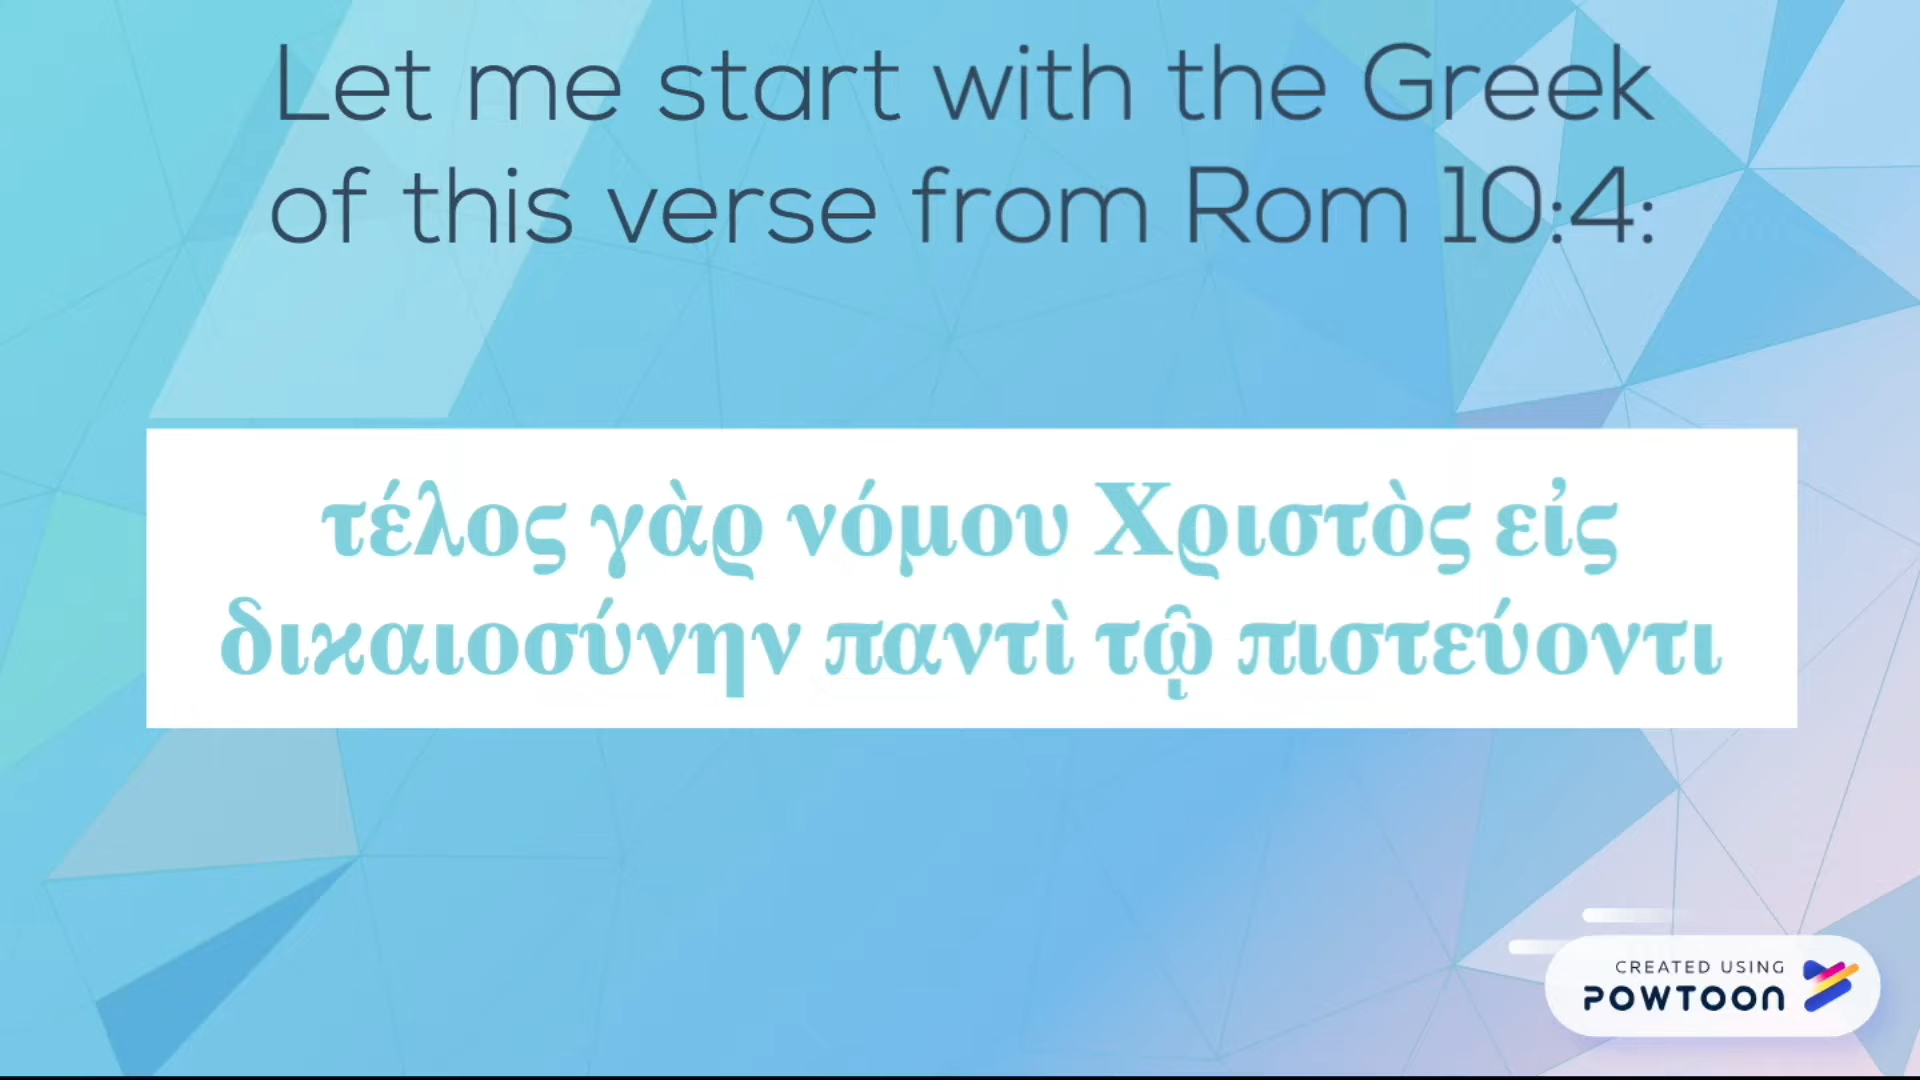 Let me start with the Greek
of this verse from Rom 10:4:
τέλος γὰρ νόμου Χριστὸς εἰς
δικαιοσύνην παντὶ τῷ πιστεύοντι
CREATED USING
POWTOON